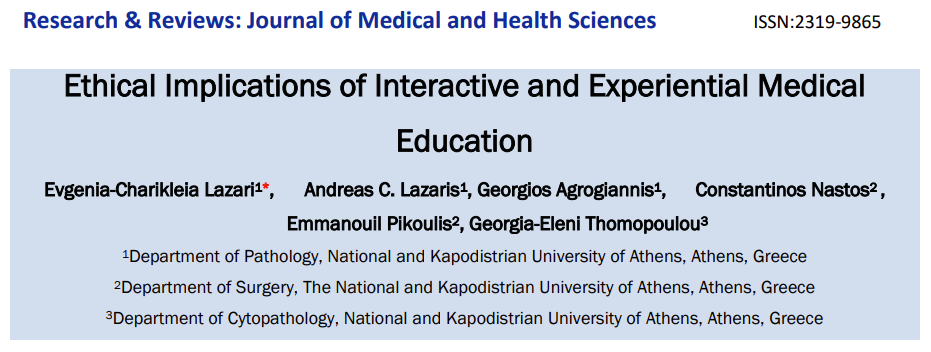 Research & Reviews: Journal of Medical and Health Sciences ISSN:2319-9865
Ethical Implications of Interactive and Experiential Medical
Education
Evgenia-Charikleia Lazari¹*, Andreas C. Lazaris¹, Georgios Agrogiannis¹, Constantinos Nastos² ,
Emmanouil Pikoulis², Georgia-Eleni Thomopoulou³
¹Department of Pathology, National and Kapodistrian University of Athens, Athens, Greece
²Department of Surgery, The National and Kapodistrian University of Athens, Athens, Greece
³Department of Cytopathology, National and Kapodistrian University of Athens, Athens, Greece